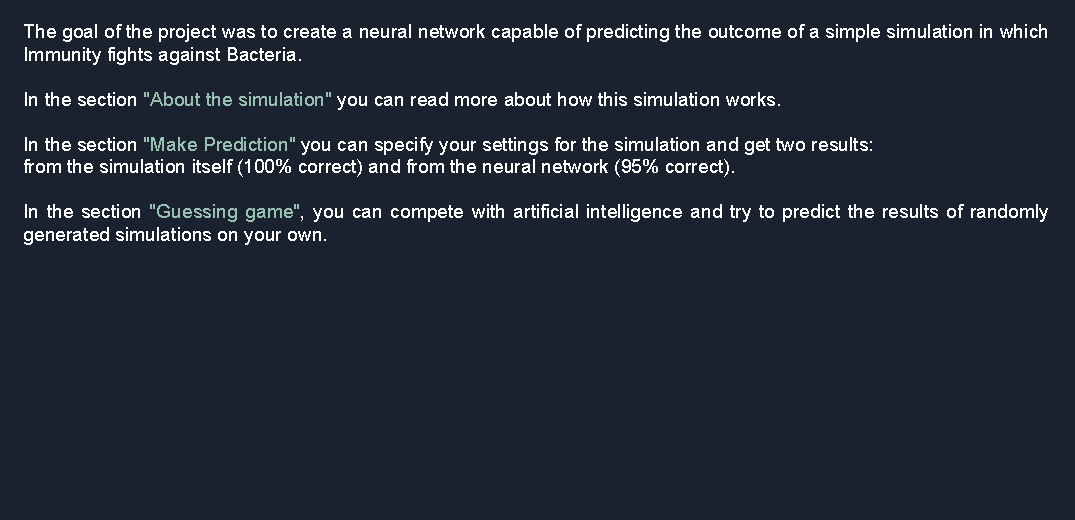 The goal of the project was to create a neural network capable of predicting the outcome of a simple simulation in which
Immunity fights against Bacteria.
In the section "About the simulation" you can read more about how this simulation works.
In the section "Make Prediction" you can specify your settings for the simulation and get two results:
from the simulation itself (100% correct) and from the neural network (95% correct).
In the section "Guessing game", you can compete with artificial intelligence and try to predict the results of randomly
generated simulations on your own.